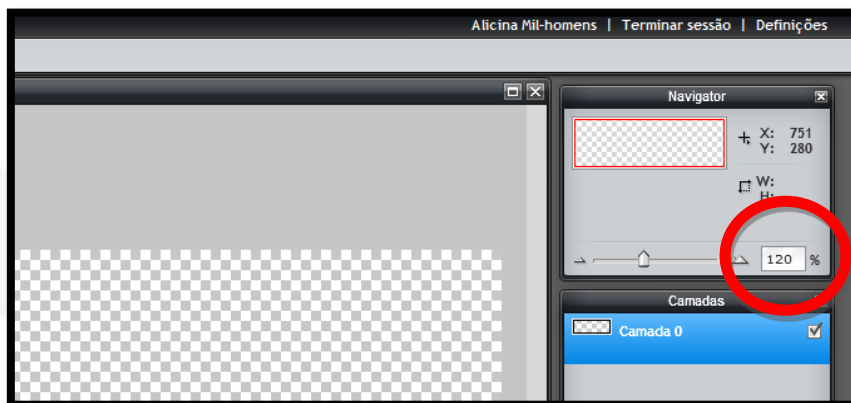 Alicina Mil-homens | Terminar sessão | Definições
Navigator
X: 751
Y: 280
W:
H:
120 %
Camadas
Camada 0